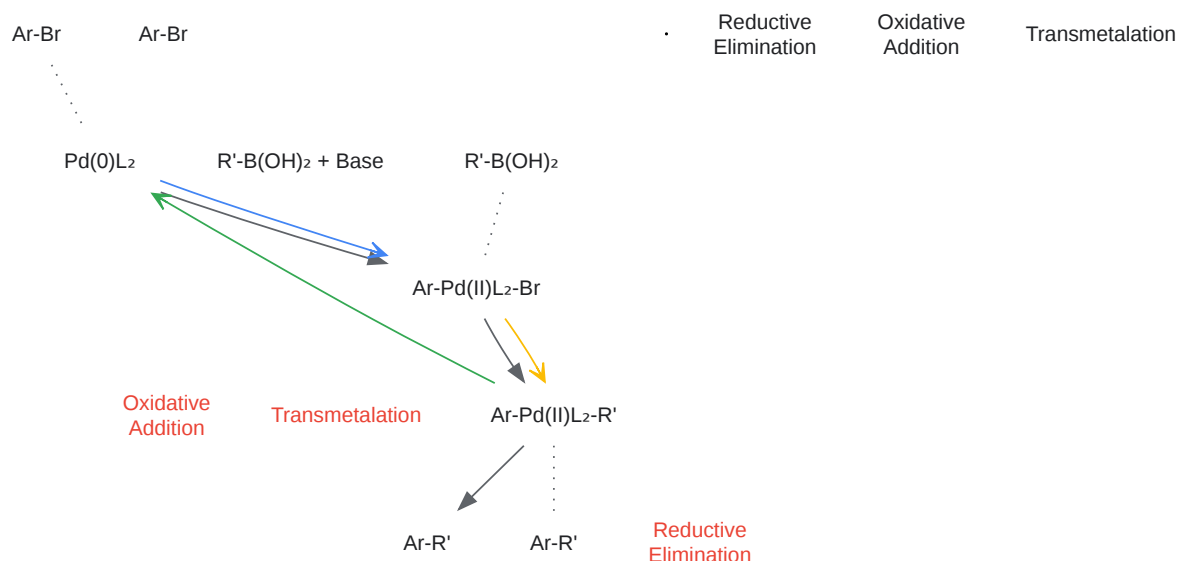 Ar-Br
Ar-Br
.
Reductive
Elimination
Oxidative
Addition
Transmetalation
Pd(0)L₂
R'-B(OH)₂ + Base
R'-B(OH)₂
Ar-Pd(II)L₂-Br
Oxidative
Addition
Transmetalation
Ar-Pd(II)L₂-R'
Ar-R'
Ar-R'
Reductive
Elimination